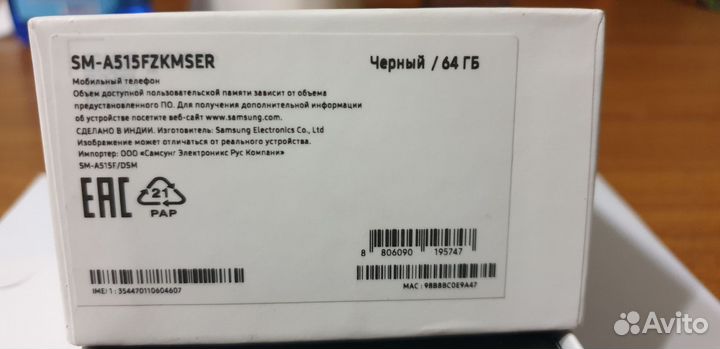 SM-A515FZKMSER
Черный / 64 ГБ
Мобильный телефон
Объем доступной пользовательской памяти зависит от объема
предустановленного ПО. Для получения дополнительной информации
об устройстве посетите веб-сайт www.samsung.com.
СДЕЛАНО В ИНДИИ. Изготовитель: Samsung Electronics Co., Ltd
Изображение может отличаться от реального устройства.
Импортер: ООО «Самсунг Электроникс Рус Компани»
SM-A515F/DSM
EAC
21
PAP
8 806090 195747
IMEI 1 : 354470110604607
MAC : 98B8BC0E9A47
Avito